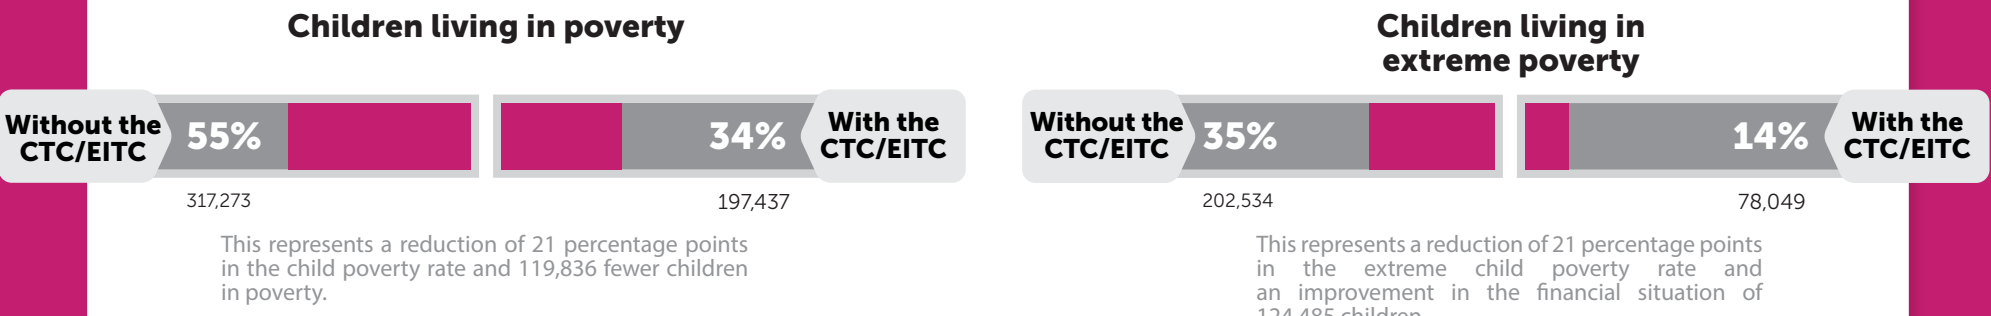 Children living in poverty
Without the
CTC/EITC
55%
34%
With the
CTC/EITC
317,273
197,437
This represents a reduction of 21 percentage points
in the child poverty rate and 119,836 fewer children
in poverty.
Children living in
extreme poverty
Without the
CTC/EITC
35%
14%
With the
CTC/EITC
202,534
78,049
This represents a reduction of 21 percentage points
in the extreme child poverty rate and
an improvement in the financial situation of
124,485 children